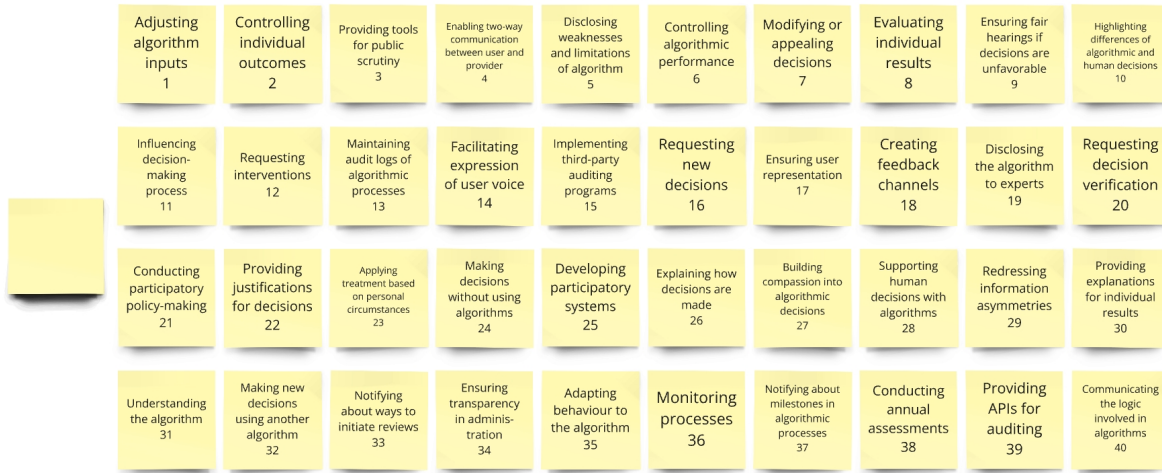 Adjusting
algorithm
inputs
1
Controlling
individual
outcomes
2
Providing tools
for public
scrutiny
3
Enabling two-way
communication
between user and
provider
4
Disclosing
weaknesses
and limitations
of algorithm
5
Controlling
algorithmic
performance
6
Modifying or
appealing
decisions
7
Evaluating
individual
results
8
Ensuring fair
hearings if
decisions are
unfavorable
9
Highlighting
differences of
algorithmic and
human decisions
10
Influencing
decision-
making
process
11
Requesting
interventions
12
Maintaining
audit logs of
algorithmic
processes
13
Facilitating
expression
of user voice
14
Implementing
third-party
auditing
programs
15
Requesting
new
decisions
16
Ensuring user
representation
17
Creating
feedback
channels
18
Disclosing
the algorithm
to experts
19
Requesting
decision
verification
20
Conducting
participatory
policy-making
21
Providing
justifications
for decisions
22
Applying
treatment based
on personal
circumstances
23
Making
decisions
without using
algorithms
24
Developing
participatory
systems
25
Explaining how
decisions are
made
26
Building
compassion into
algorithmic
decisions
27
Supporting
human
decisions with
algorithms
28
Redressing
information
asymmetries
29
Providing
explanations
for individual
results
30
Understanding
the algorithm
31
Making new
decisions
using another
algorithm
32
Notifying
about ways to
initiate reviews
33
Ensuring
transparency
in adminis-
tration
34
Adapting
behaviour to
the algorithm
35
Monitoring
processes
36
Notifying about
milestones in
algorithmic
processes
37
Conducting
annual
assessments
38
Providing
APIs for
auditing
39
Communicating
the logic
involved in
algorithms
40